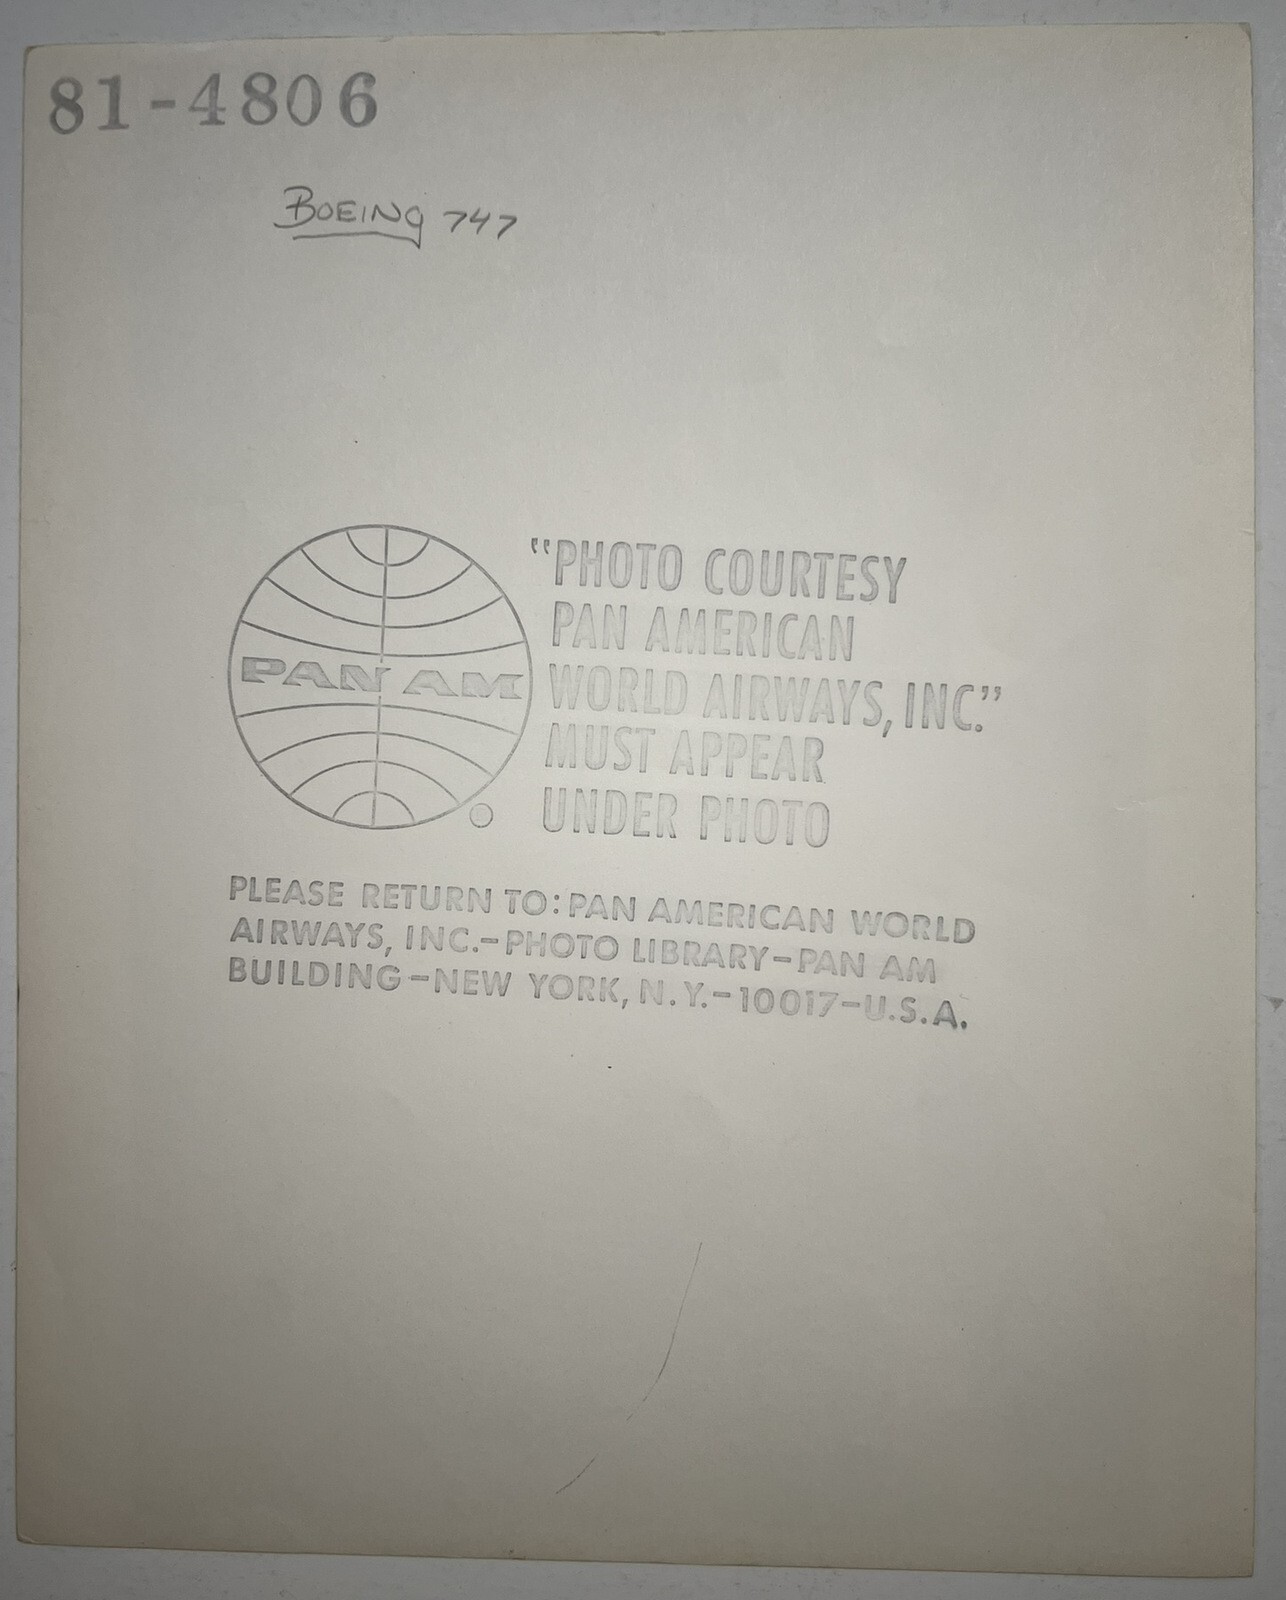 81-4806
BOEING 747
PAN AM
"PHOTO COURTESY
PAN AMERICAN
WORLD AIRWAYS, INC."
MUST APPEAR
UNDER PHOTO
PLEASE RETURN TO: PAN AMERICAN WORLD
AIRWAYS, INC.-PHOTO LIBRARY-PAN AM
BUILDING-NEW YORK, N.Y.-10017-U.S.A.